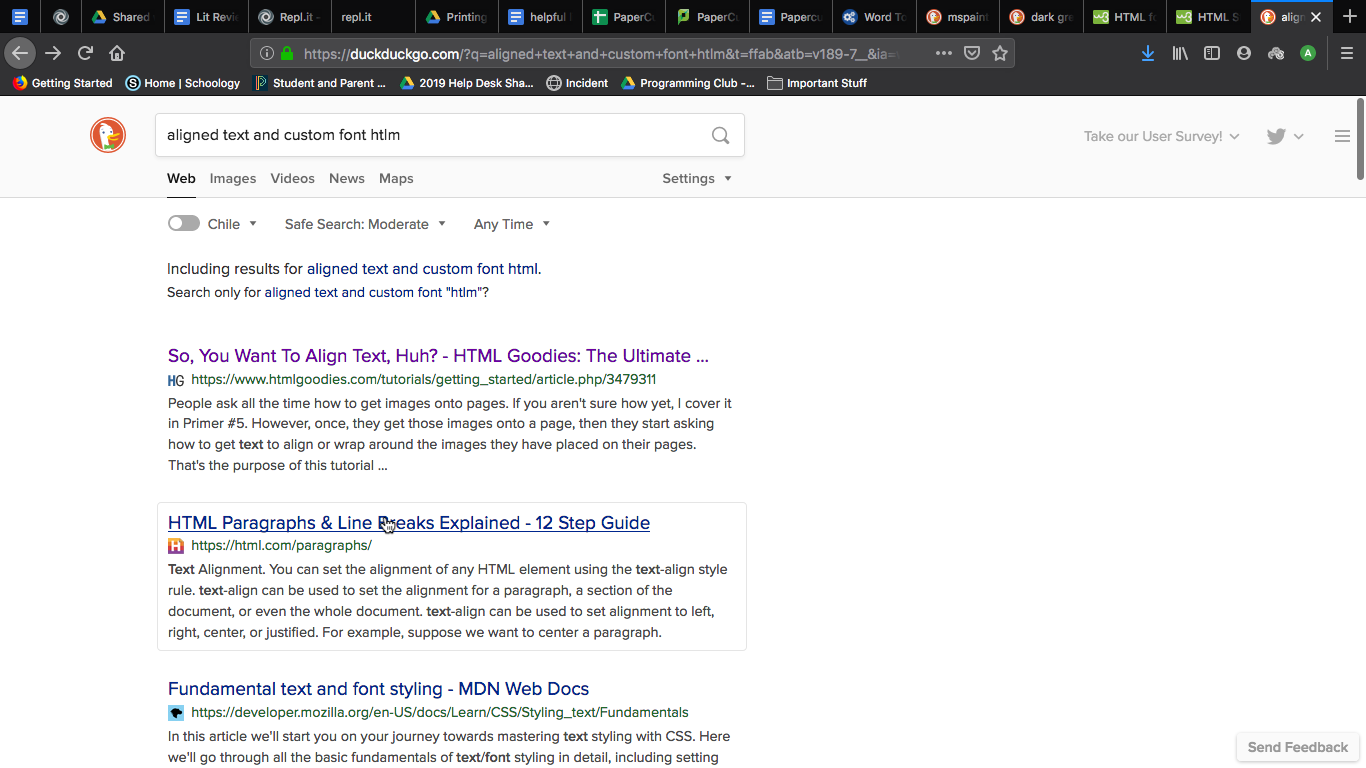 Shared Lit Revi Repl.it - repl.it Printing helpful PaperCu PaperCu Papercu Word To mspaint dark gre HTML fo HTML S align
https://duckduckgo.com/?q=aligned+text+and+custom+font+htlm&t=ffab&atb=v189-7__&ia= A
Getting Started Home | Schoology Student and Parent ... 2019 Help Desk Sha... Incident Programming Club -... Important Stuff
aligned text and custom font htlm
Take our User Survey!
Web Images Videos News Maps Settings
Chile Safe Search: Moderate Any Time
Including results for aligned text and custom font html.
Search only for aligned text and custom font "htlm"?
So, You Want To Align Text, Huh? - HTML Goodies: The Ultimate ...
HG https://www.htmlgoodies.com/tutorials/getting_started/article.php/3479311
People ask all the time how to get images onto pages. If you aren't sure how yet, I cover it
in Primer #5. However, once, they get those images onto a page, then they start asking
how to get text to align or wrap around the images they have placed on their pages.
That's the purpose of this tutorial ...
HTML Paragraphs & Line Breaks Explained - 12 Step Guide
H https://html.com/paragraphs/
Text Alignment. You can set the alignment of any HTML element using the text-align style
rule. text-align can be used to set the alignment for a paragraph, a section of the
document, or even the whole document. text-align can be used to set alignment to left,
right, center, or justified. For example, suppose we want to center a paragraph.
Fundamental text and font styling - MDN Web Docs
https://developer.mozilla.org/en-US/docs/Learn/CSS/Styling_text/Fundamentals
In this article we'll start you on your journey towards mastering text styling with CSS. Here
we'll go through all the basic fundamentals of text/font styling in detail, including setting
Send Feedback